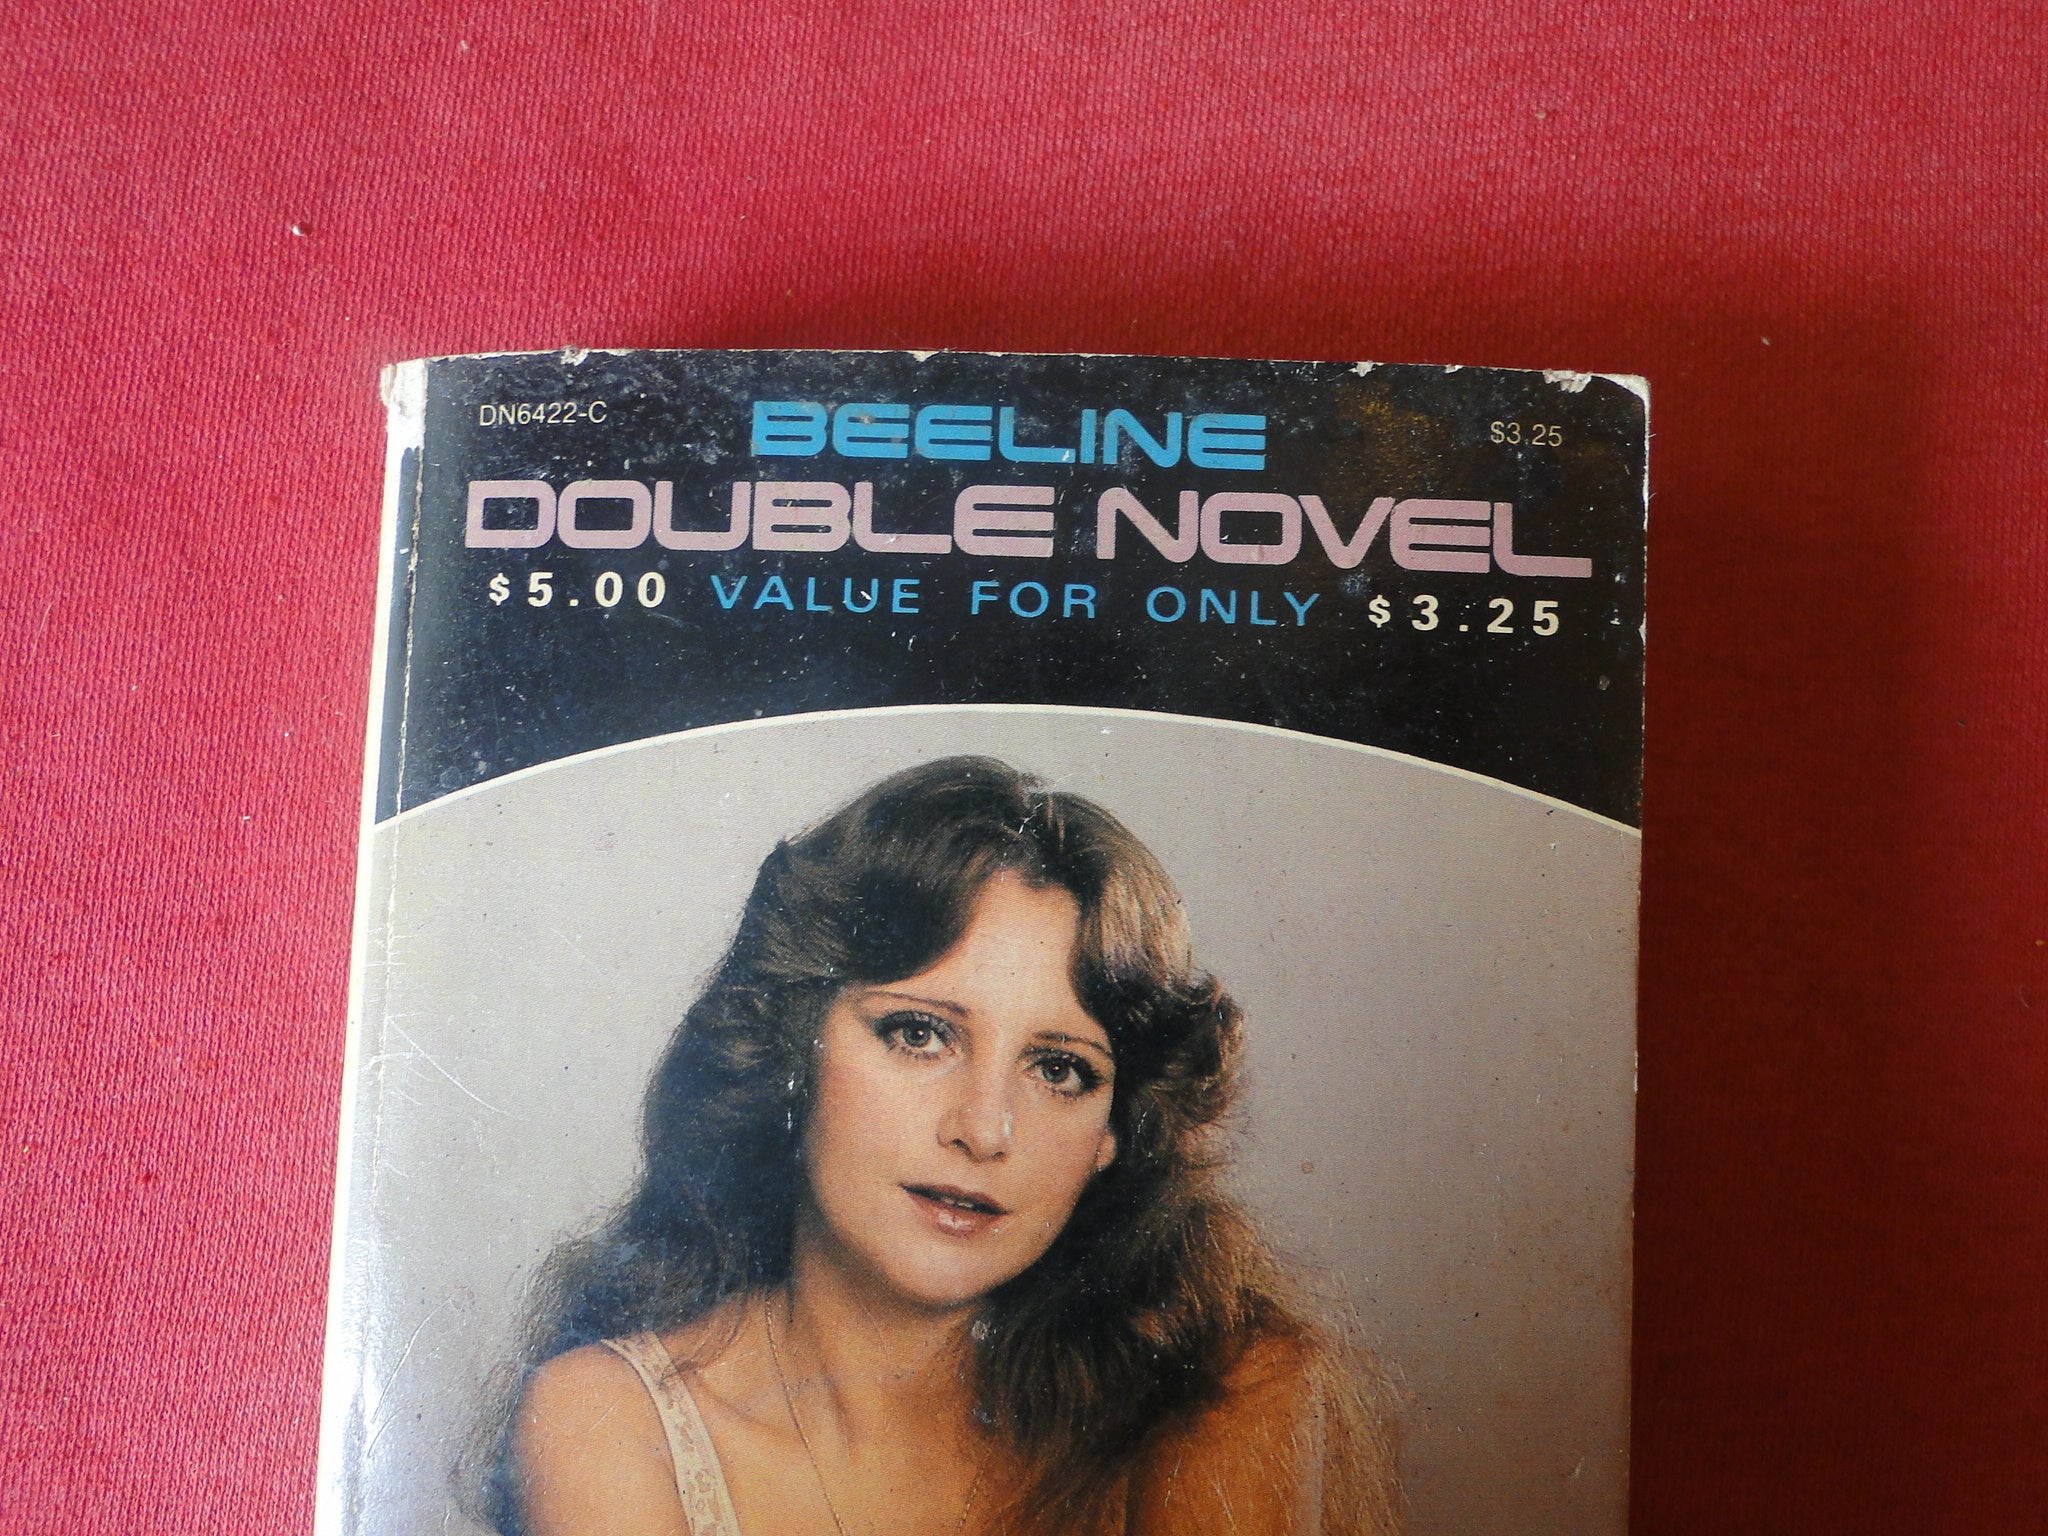 DN6422-C
BEELINE
$3.25
DOUBLE NOVEL
$5.00 VALUE FOR ONLY $3.25